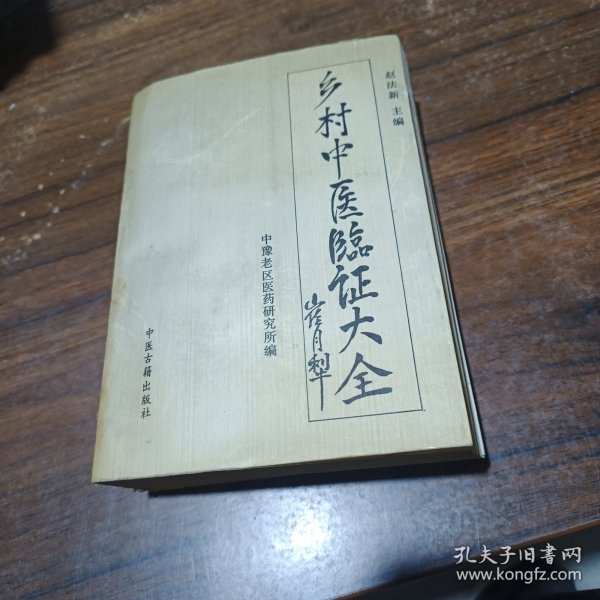 赵法新 主编
乡村中医临证大全
崔月犁
中豫老区医药研究所编
中医古籍出版社
孔夫子旧书网
www.kongfz.com